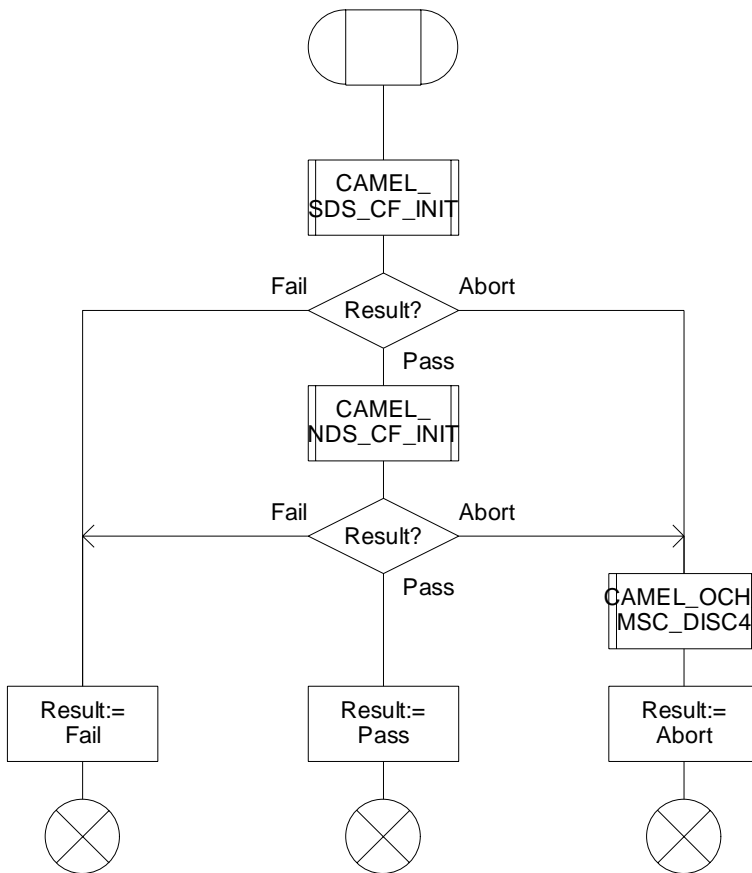 CAMEL_
SDS_CF_INIT
Fail
Abort
Result?
Pass
CAMEL_
NDS_CF_INIT
Fail
Abort
Result?
Pass
CAMEL_OCH
MSC_DISC4
Result:=
Fail
Result:=
Pass
Result:=
Abort